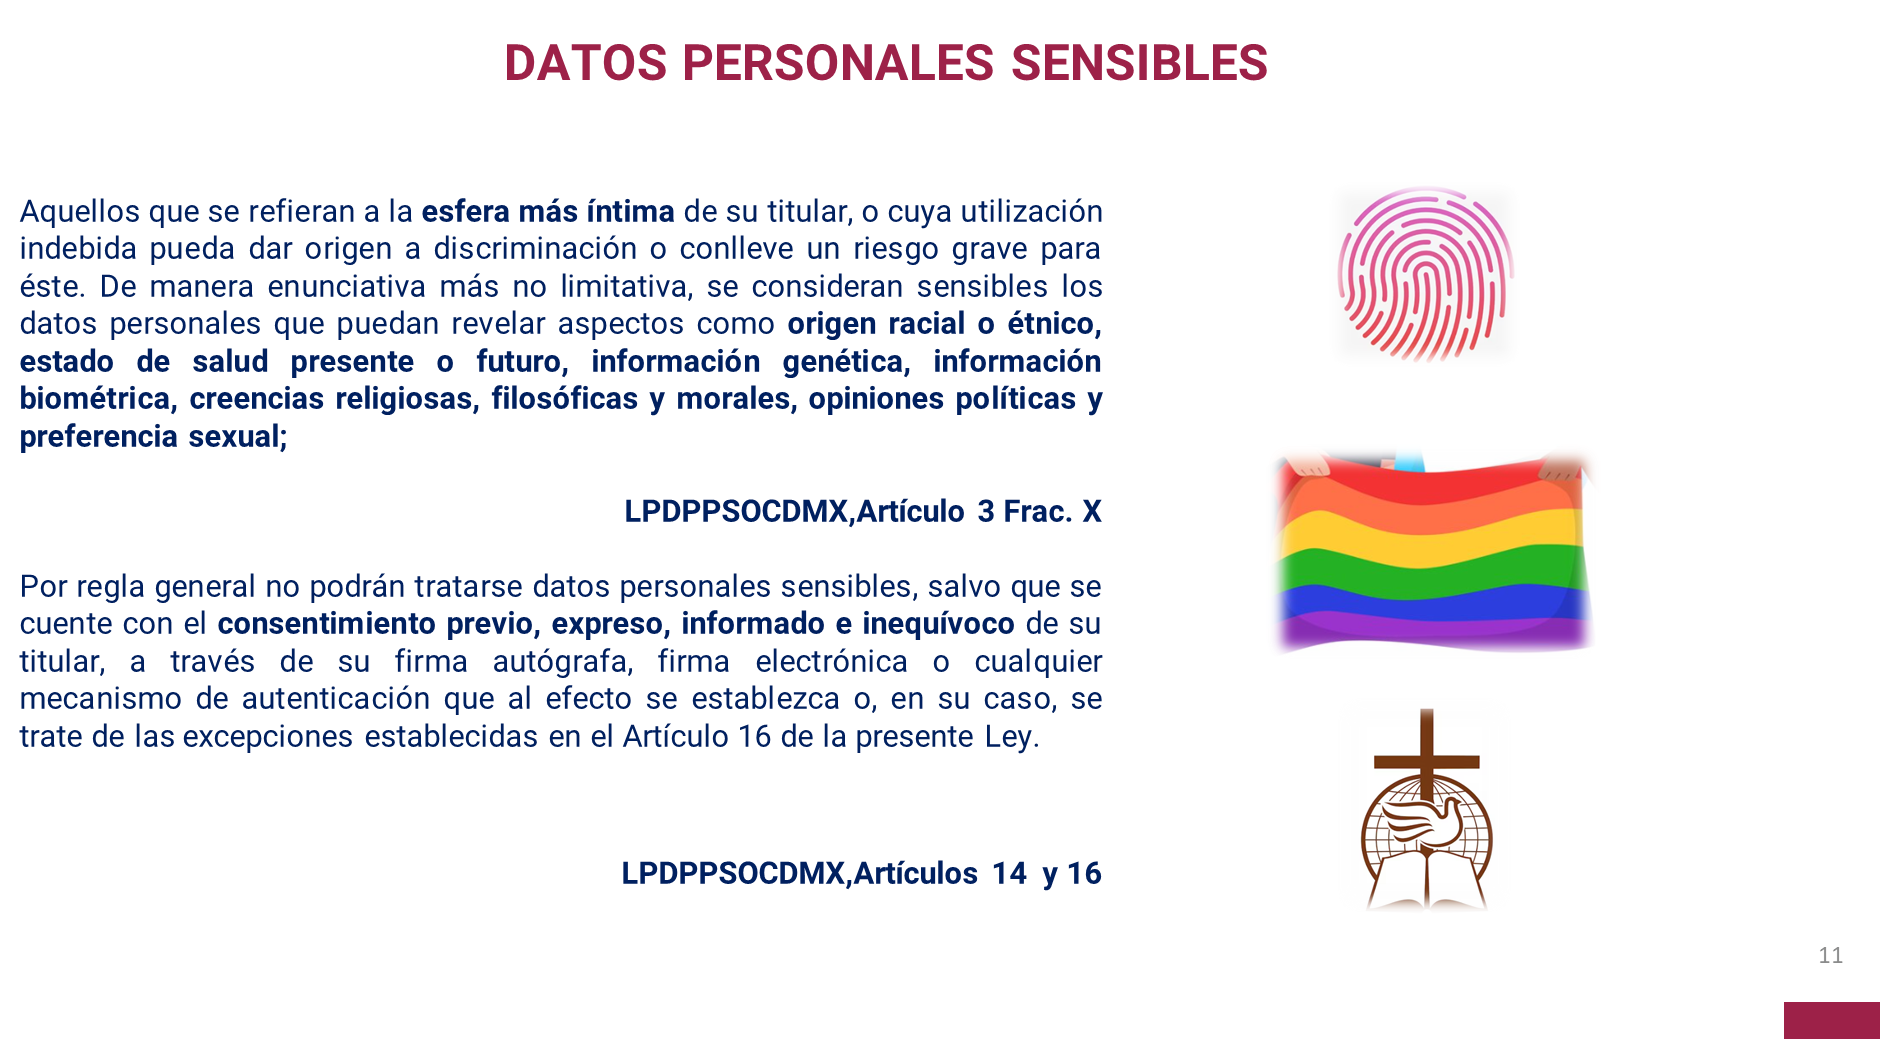 DATOS PERSONALES SENSIBLES
Aquellos que se refieran a la esfera más íntima de su titular, o cuya utilización
indebida pueda dar origen a discriminación o conlleve un riesgo grave para
éste. De manera enunciativa más no limitativa, se consideran sensibles los
datos personales que puedan revelar aspectos como origen racial o étnico,
estado de salud presente o futuro, información genética, información
biométrica, creencias religiosas, filosóficas y morales, opiniones políticas y
preferencia sexual;
LPDPPSOCDMX,Artículo 3 Frac. X
Por regla general no podrán tratarse datos personales sensibles, salvo que se
cuente con el consentimiento previo, expreso, informado e inequívoco de su
titular, a través de su firma autógrafa, firma electrónica o cualquier
mecanismo de autenticación que al efecto se establezca o, en su caso, se
trate de las excepciones establecidas en el Artículo 16 de la presente Ley.
LPDPPSOCDMX,Artículos 14 y 16
11